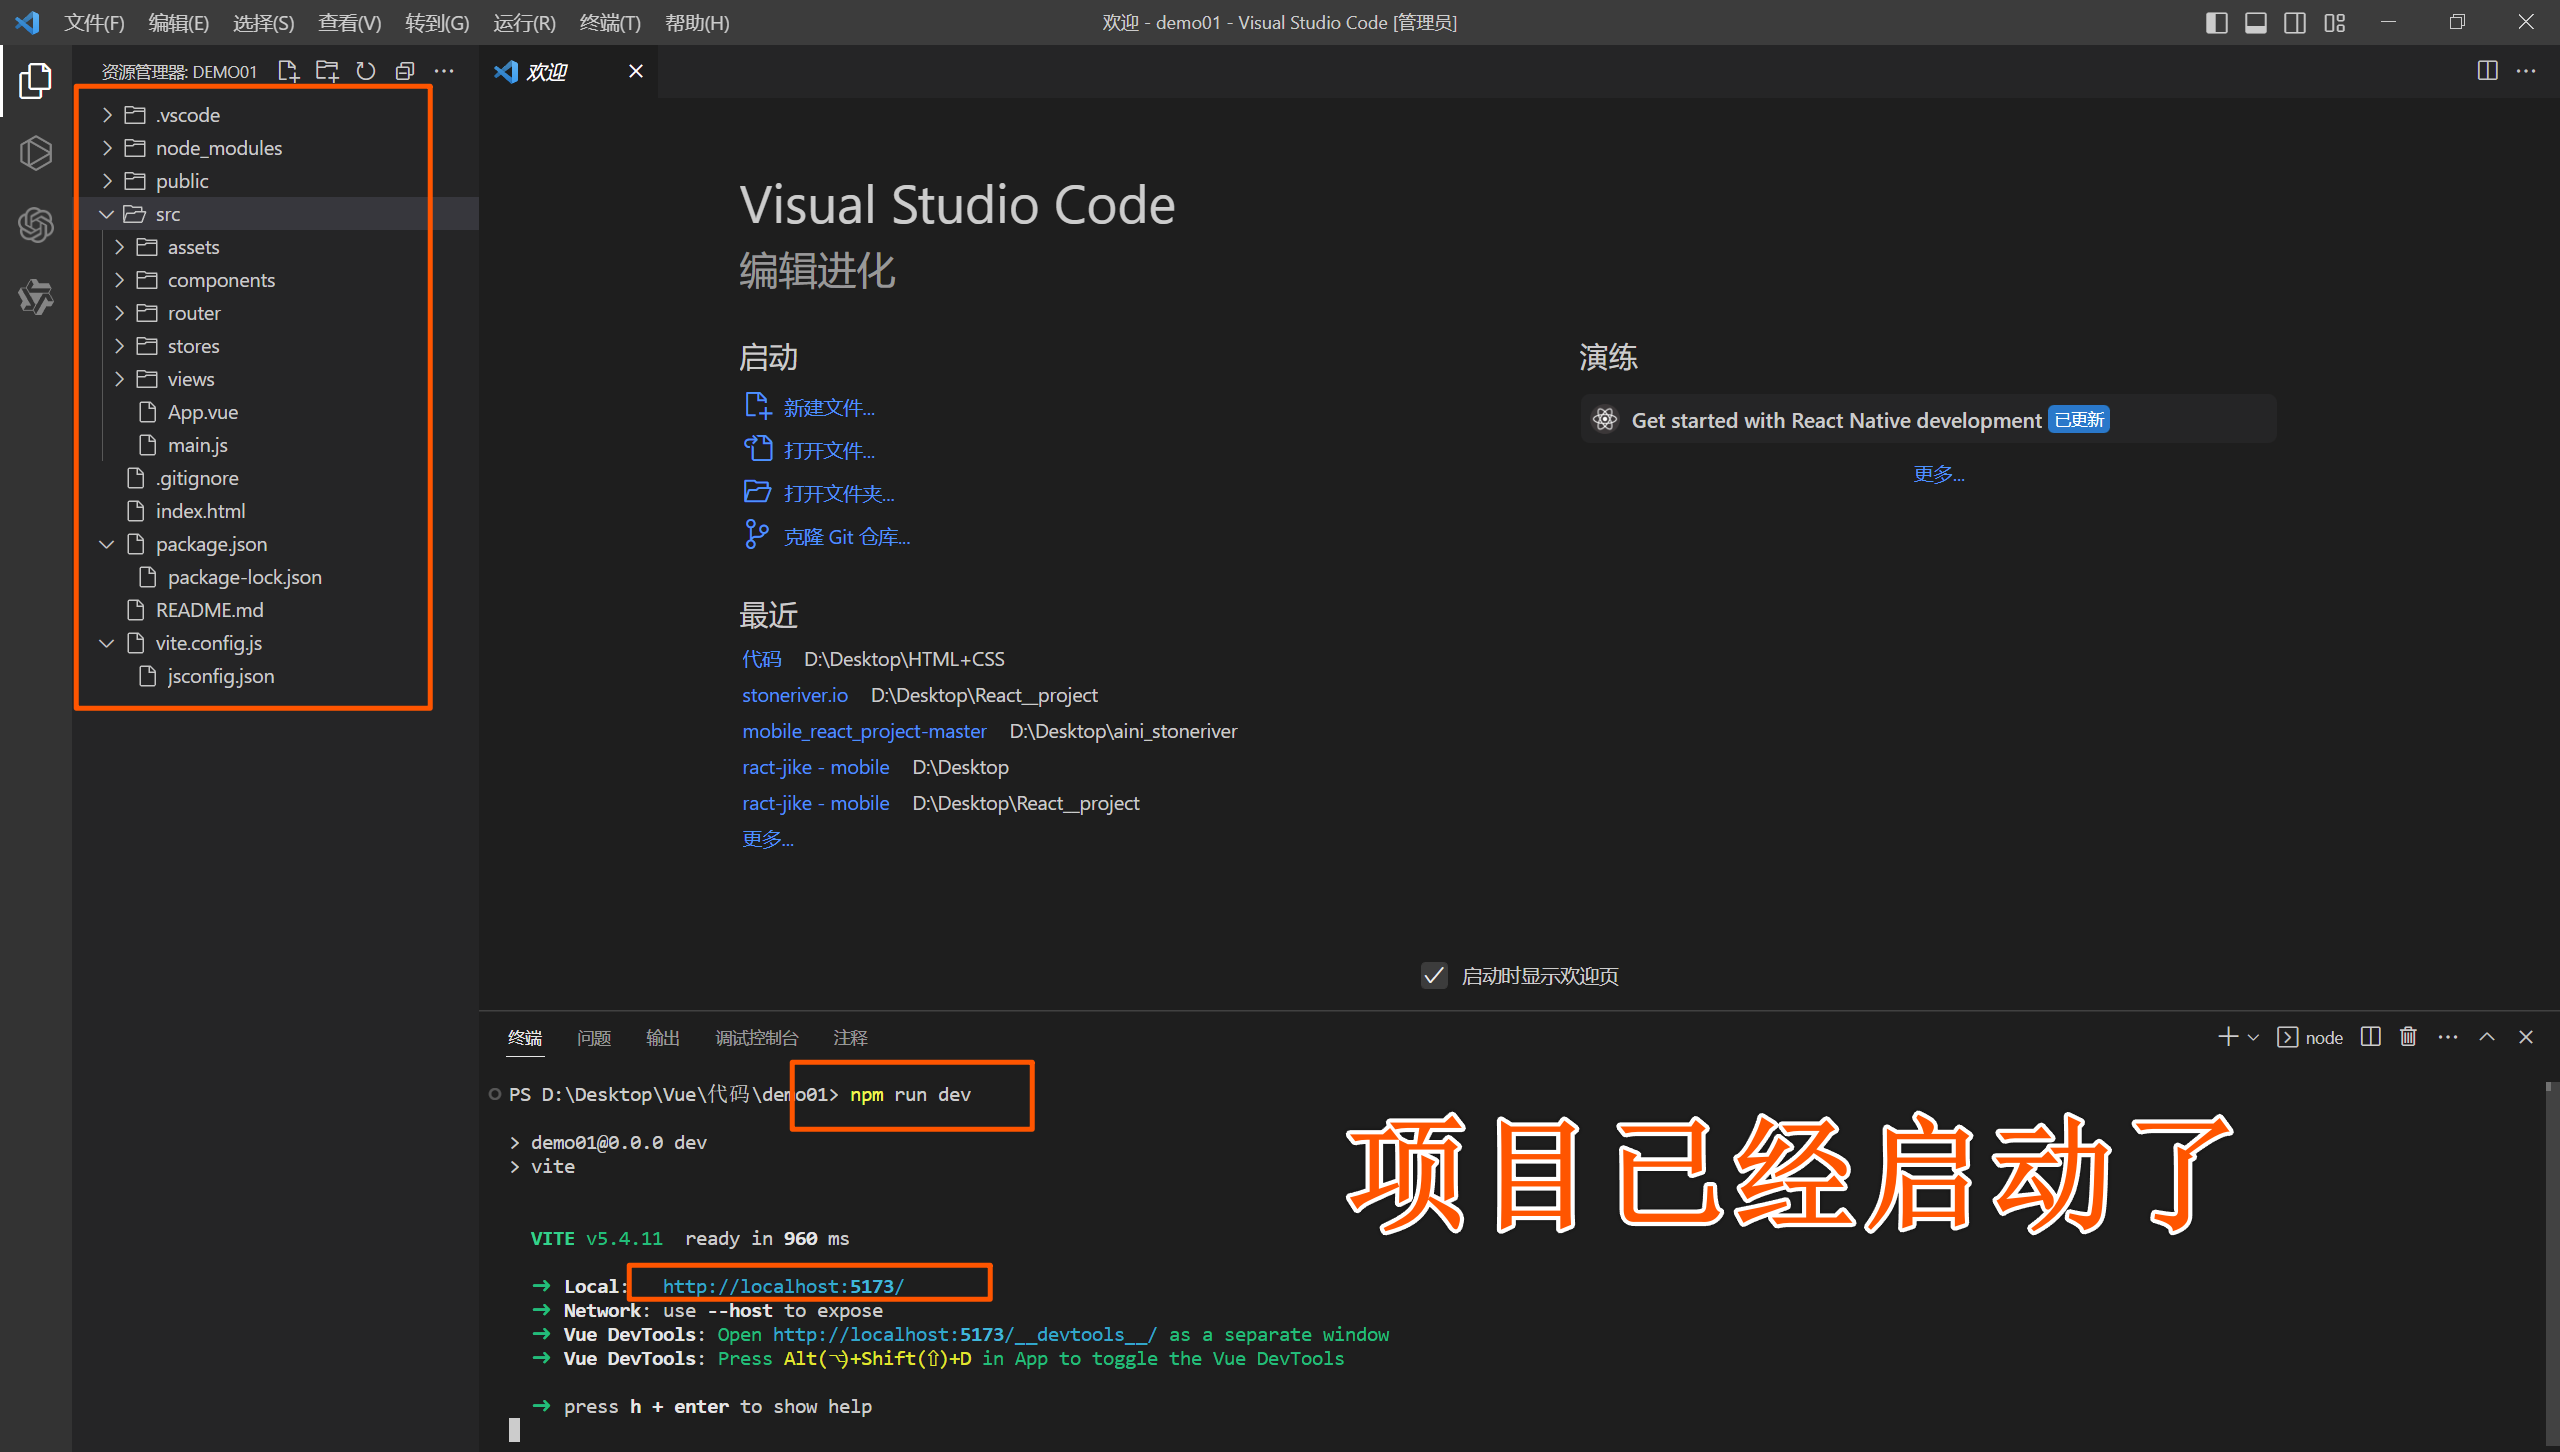 文件(F) 编辑(E) 选择(S) 查看(V) 转到(G) 运行(R) 终端(T) 帮助(H) 欢迎 - demo01 - Visual Studio Code [管理员]
资源管理器: DEMO01
欢迎
.vscode
node_modules
public
src
assets
components
router
stores
views
App.vue
main.js
.gitignore
index.html
package.json
package-lock.json
README.md
vite.config.js
jsconfig.json
Visual Studio Code
编辑进化
启动
新建文件...
打开文件...
打开文件夹...
克隆 Git 仓库...
最近
代码 D:\Desktop\HTML+CSS
stoneriver.io D:\Desktop\React__project
mobile_react_project-master D:\Desktop\aini_stoneriver
ract-jike - mobile D:\Desktop
ract-jike - mobile D:\Desktop\React__project
更多...
演练
Get started with React Native development 已更新
更多...
启动时显示欢迎页
终端 问题 输出 调试控制台 注释 node
PS D:\Desktop\Vue\代码\demo01> npm run dev
> demo01@0.0.0 dev
> vite
VITE v5.4.11 ready in 960 ms
➜ Local: http://localhost:5173/
➜ Network: use --host to expose
➜ Vue DevTools: Open http://localhost:5173/__devtools__/ as a separate window
➜ Vue DevTools: Press Alt(⌥)+Shift(⇧)+D in App to toggle the Vue DevTools
➜ press h + enter to show help
项目已经启动了